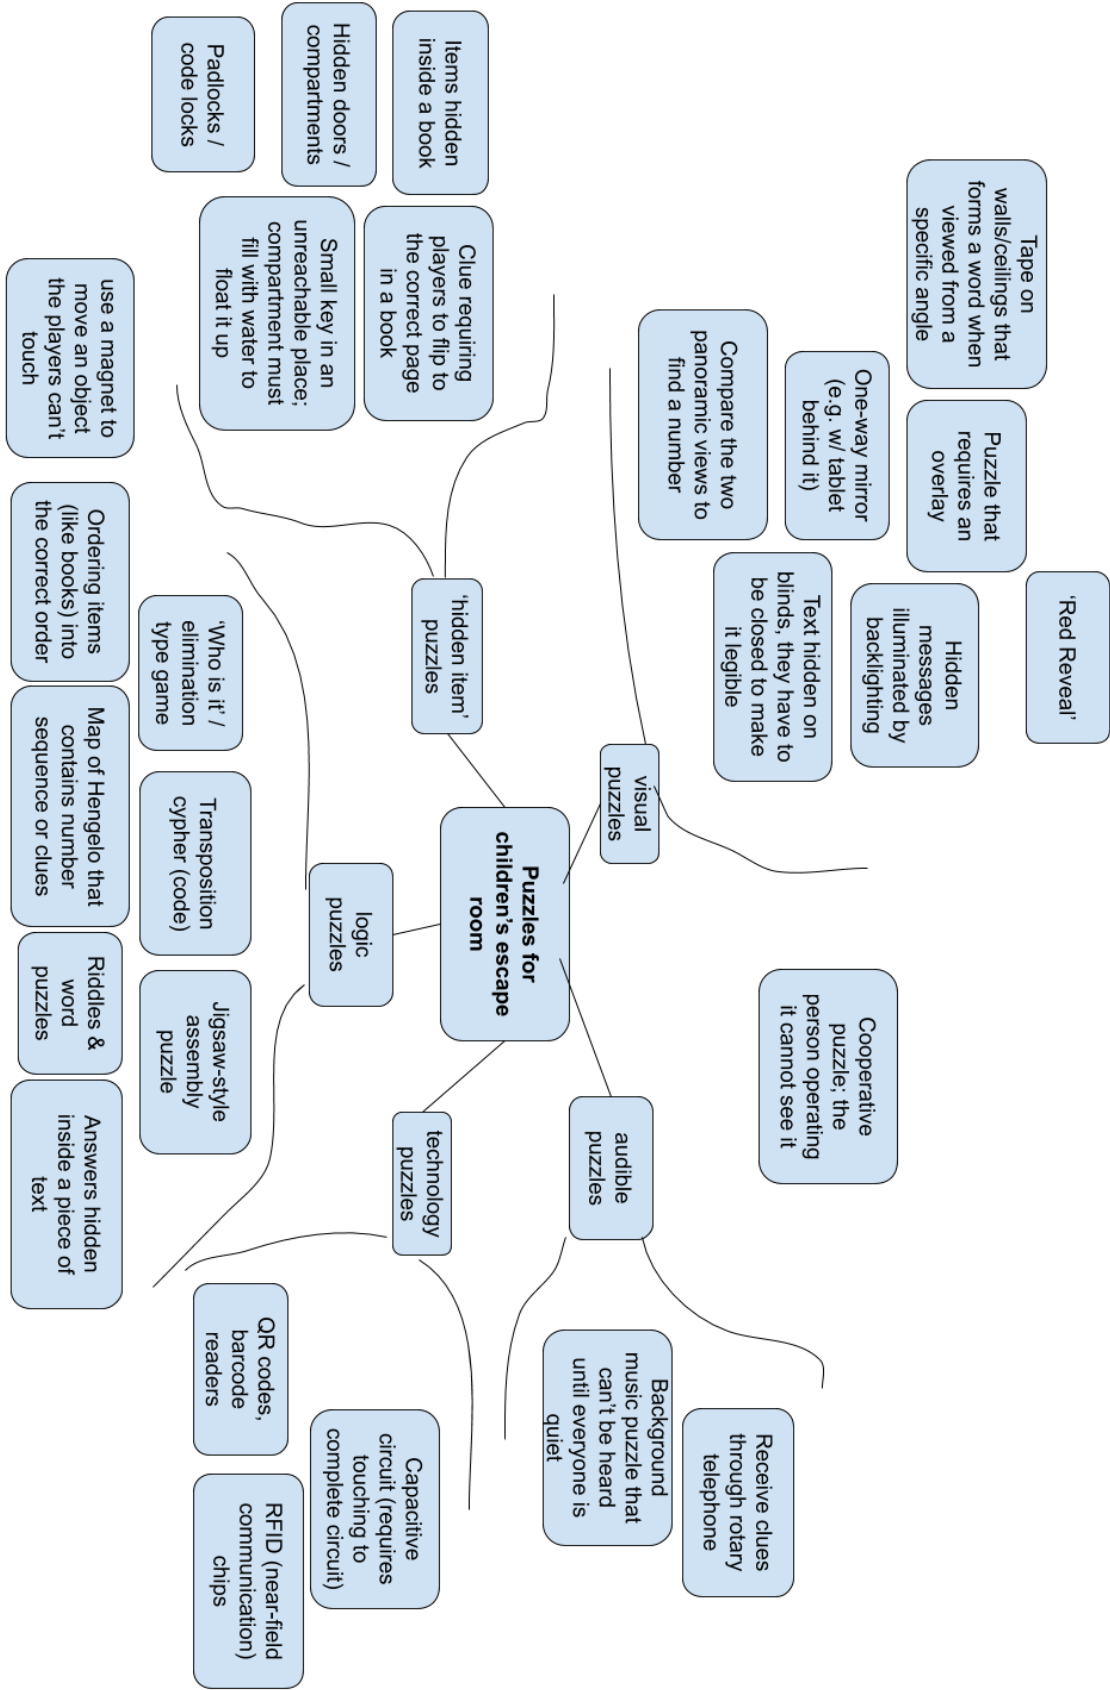 'Red Reveal'
Tape on
walls/ceilings that
forms a word when
viewed from a
specific angle
Puzzle that
requires an
overlay
Hidden
messages
illuminated by
backlighting
One-way mirror
(e.g. w/ tablet
behind it)
Text hidden on
blinds, they have to
be closed to make
it legible
Compare the two
panoramic views to
find a number
Cooperative
puzzle; the
person operating
it cannot see it
Receive clues
through rotary
telephone
Background
music puzzle that
can't be heard
until everyone is
quiet
visual
puzzles
audible
puzzles
Puzzles for
children's escape
room
'hidden item'
puzzles
technology
puzzles
logic
puzzles
Items hidden
inside a book
Clue requiring
players to flip to
the correct page
in a book
Hidden doors /
compartments
Small key in an
unreachable place;
compartment must
fill with water to
float it up
Padlocks /
code locks
use a magnet to
move an object
the players can't
touch
'Who is it' /
elimination
type game
Transposition
cypher (code)
Jigsaw-style
assembly
puzzle
Ordering items
(like books) into
the correct order
Map of Hengelo that
contains number
sequence or clues
Riddles &
word
puzzles
Answers hidden
inside a piece of
text
Capacitive
circuit (requires
touching to
complete circuit)
QR codes,
barcode
readers
RFID (near-field
communication)
chips